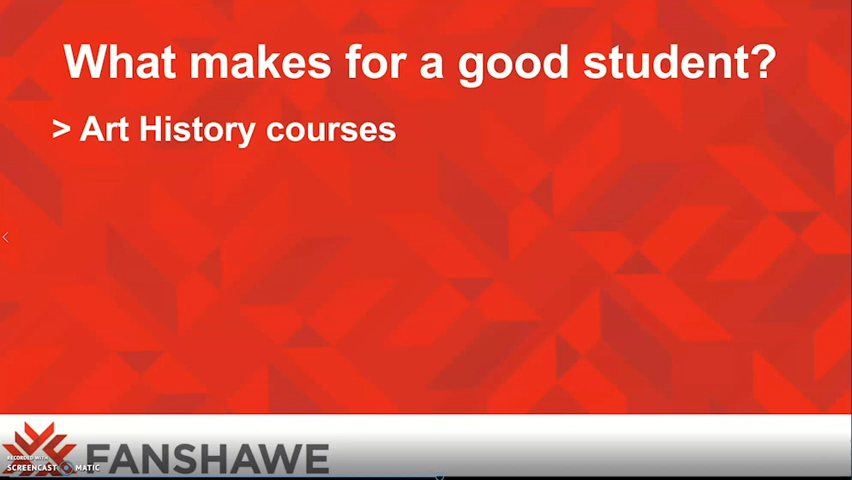 What makes for a good student?
> Art History courses
RECORDED WITH
SCREENCAST MATIC
FANSHAWE